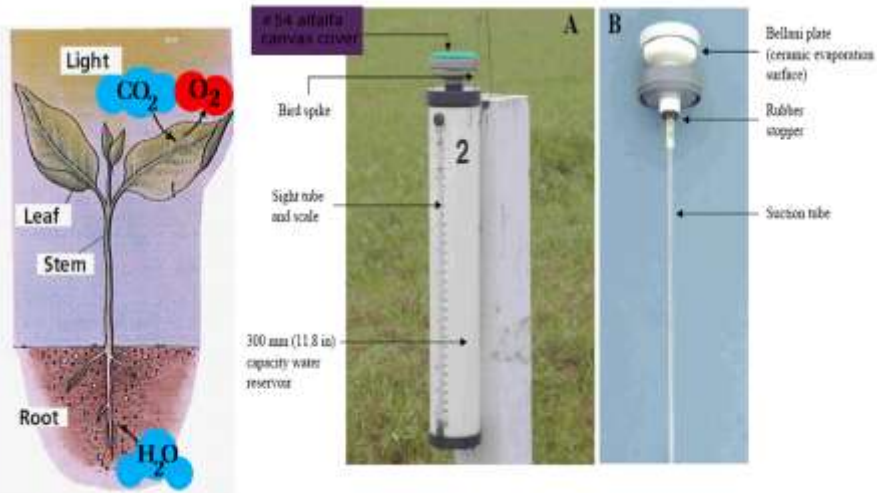 Light
CO2
O2
Leaf
Stem
Root
H2O
#54 alfalfa
canvas cover
A
Bird spike
2
Sight tube
and scale
300 mm (11.8 in)
capacity water
reservoir
B
Bellani plate
(ceramic evaporation
surface)
Rubber
stopper
Suction tube